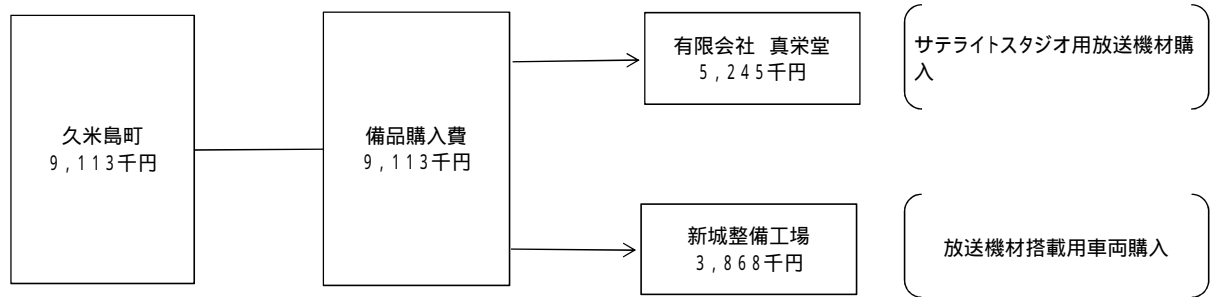 久米島町
9,113千円
備品購入費
9,113千円
有限会社 真栄堂
5,245千円
サテライトスタジオ用放送機材購
入
新城整備工場
3,868千円
放送機材搭載用車両購入